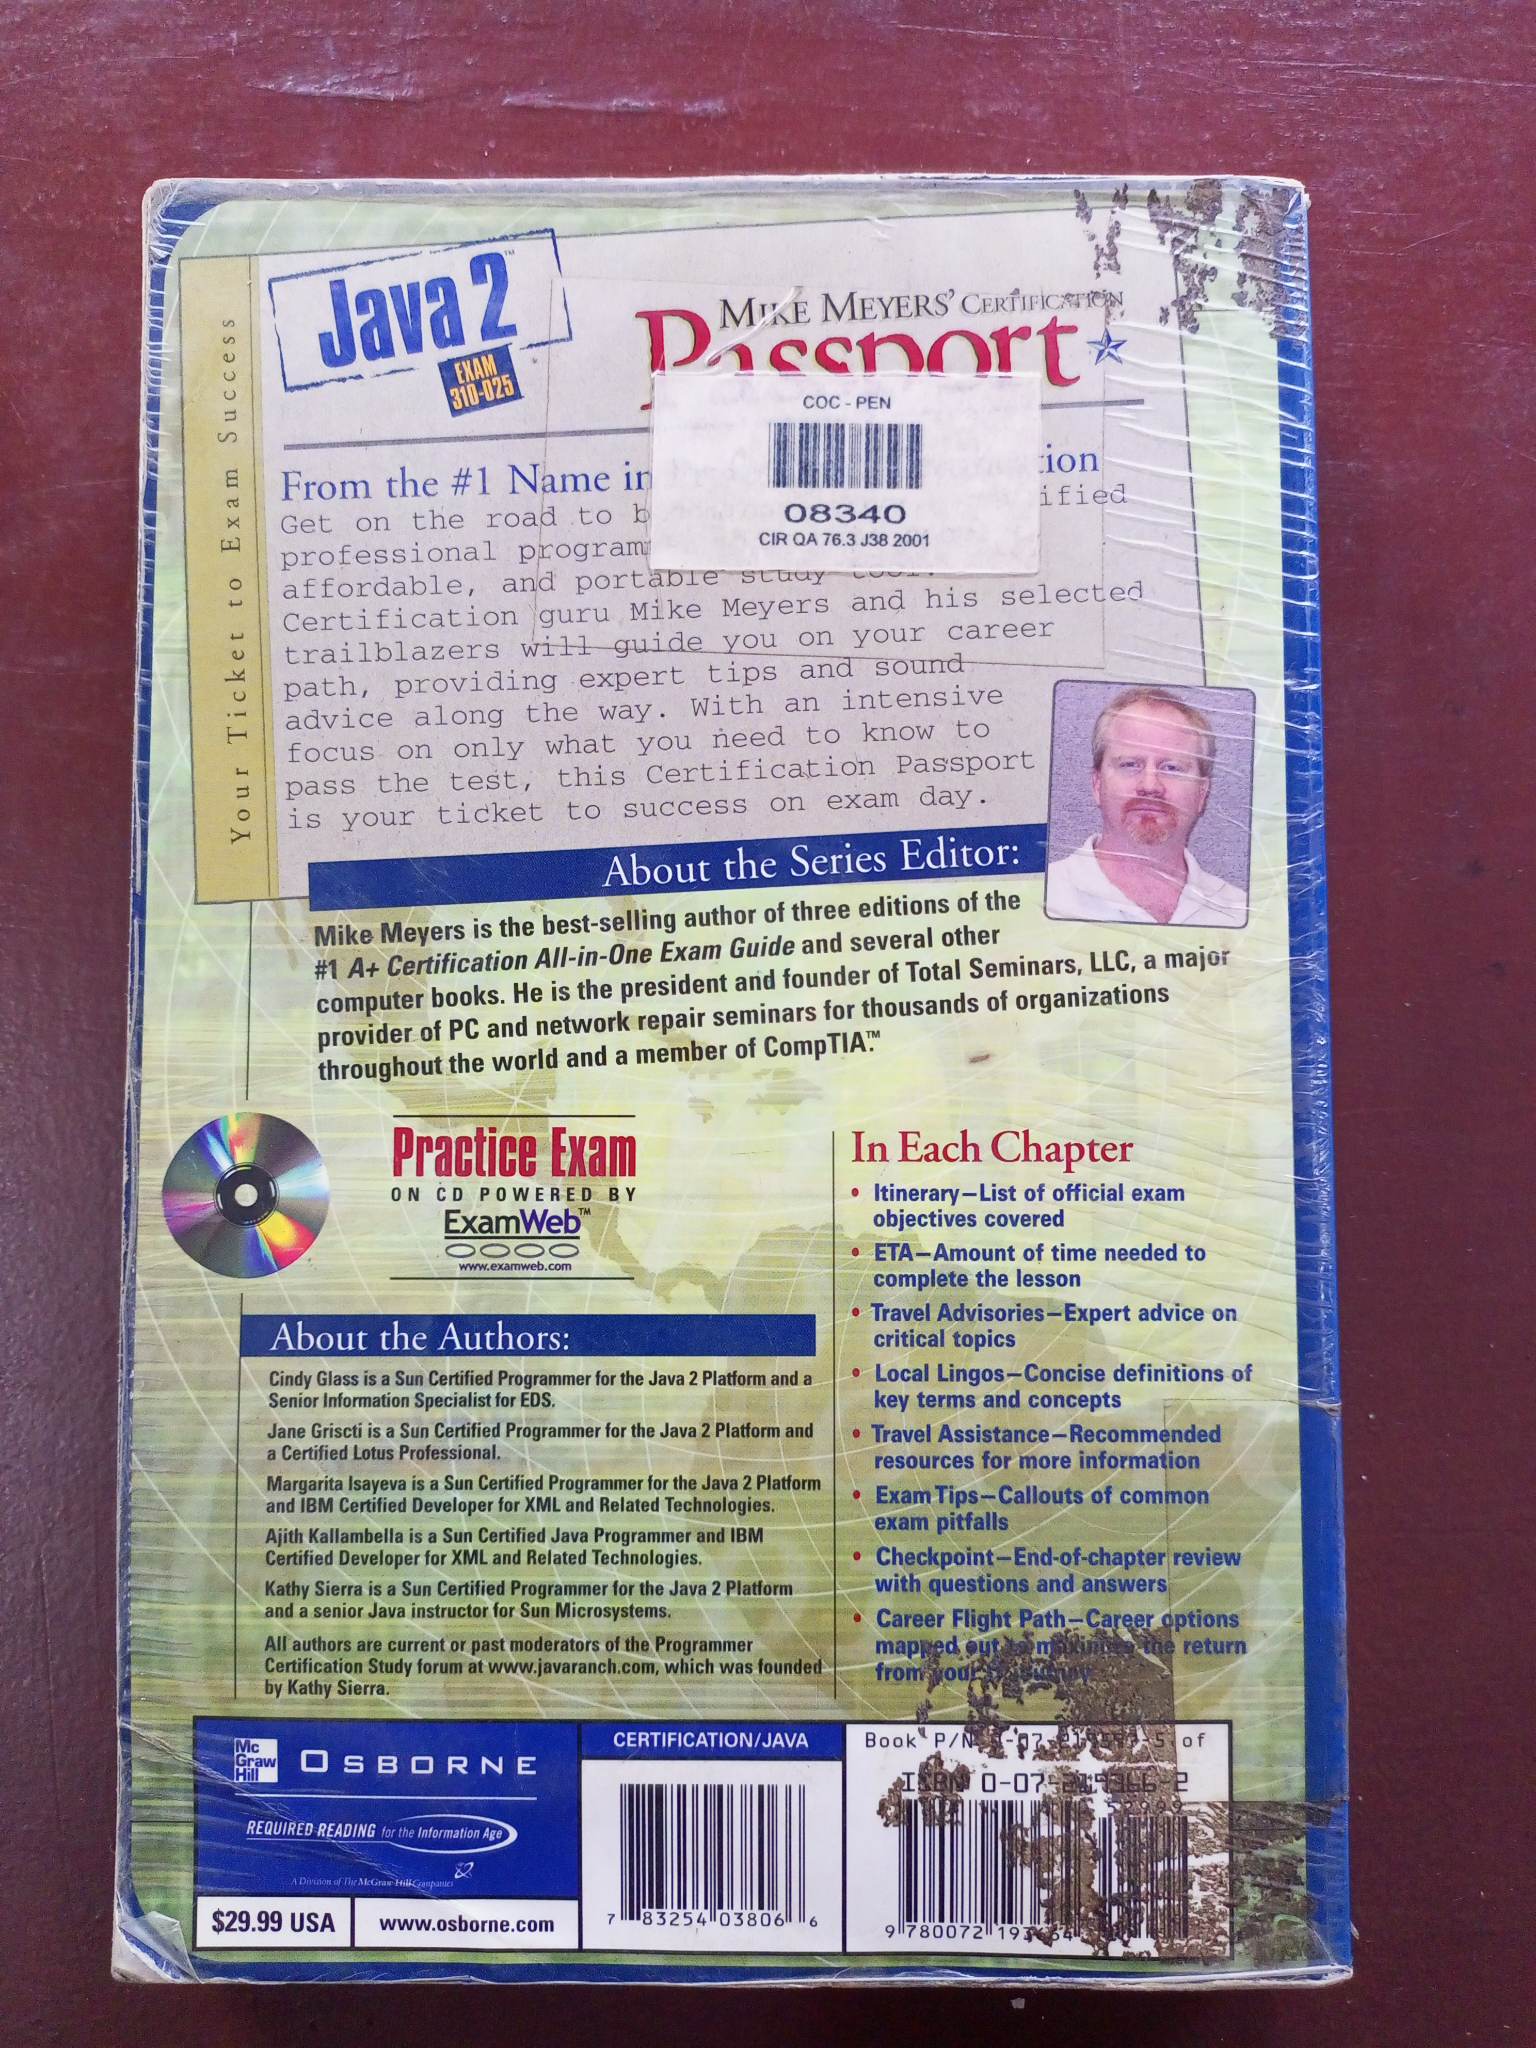 Your Ticket to Exam Success
Java 2™
EXAM
310-025
MIKE MEYERS' CERTIFICATION
Passport
COC - PEN
08340
CIR QA 76.3 J38 2001
From the #1 Name in
Get on the road to
professional
affordable, and portable study tool.
Certification guru Mike Meyers and his selected
trailblazers will guide you on your career
path, providing expert tips and sound
advice along the way. With an intensive
focus on only what you need to know to
pass the test, this Certification Passport
is your ticket to success on exam day.
About the Series Editor:
Mike Meyers is the best-selling author of three editions of the
#1 A+ Certification All-in-One Exam Guide and several other
computer books. He is the president and founder of Total Seminars, LLC, a major
provider of PC and network repair seminars for thousands of organizations
throughout the world and a member of CompTIA.™
Practice Exam
ON CD POWERED BY
ExamWeb™
www.examweb.com
About the Authors:
Cindy Glass is a Sun Certified Programmer for the Java 2 Platform and a
Senior Information Specialist for EDS.
Jane Griscti is a Sun Certified Programmer for the Java 2 Platform and
a Certified Lotus Professional.
Margarita Isayeva is a Sun Certified Programmer for the Java 2 Platform
and IBM Certified Developer for XML and Related Technologies.
Ajith Kallambella is a Sun Certified Java Programmer and IBM
Certified Developer for XML and Related Technologies.
Kathy Sierra is a Sun Certified Programmer for the Java 2 Platform
and a senior Java instructor for Sun Microsystems.
All authors are current or past moderators of the Programmer
Certification Study forum at www.javaranch.com, which was founded
by Kathy Sierra.
In Each Chapter
• Itinerary—List of official exam
objectives covered
• ETA—Amount of time needed to
complete the lesson
• Travel Advisories—Expert advice on
critical topics
• Local Lingos—Concise definitions of
key terms and concepts
• Travel Assistance—Recommended
resources for more information
• Exam Tips—Callouts of common
exam pitfalls
• Checkpoint—End-of-chapter review
with questions and answers
• Career Flight Path—Career options
mapped out to maximize the return
from your
Mc
Graw
Hill
OSBORNE
REQUIRED READING for the Information Age
A Division of The McGraw-Hill Companies
$29.99 USA
www.osborne.com
CERTIFICATION/JAVA
7 83254 03806 6
Book P/N of
ISBN 0-07-219366-2
9 780072